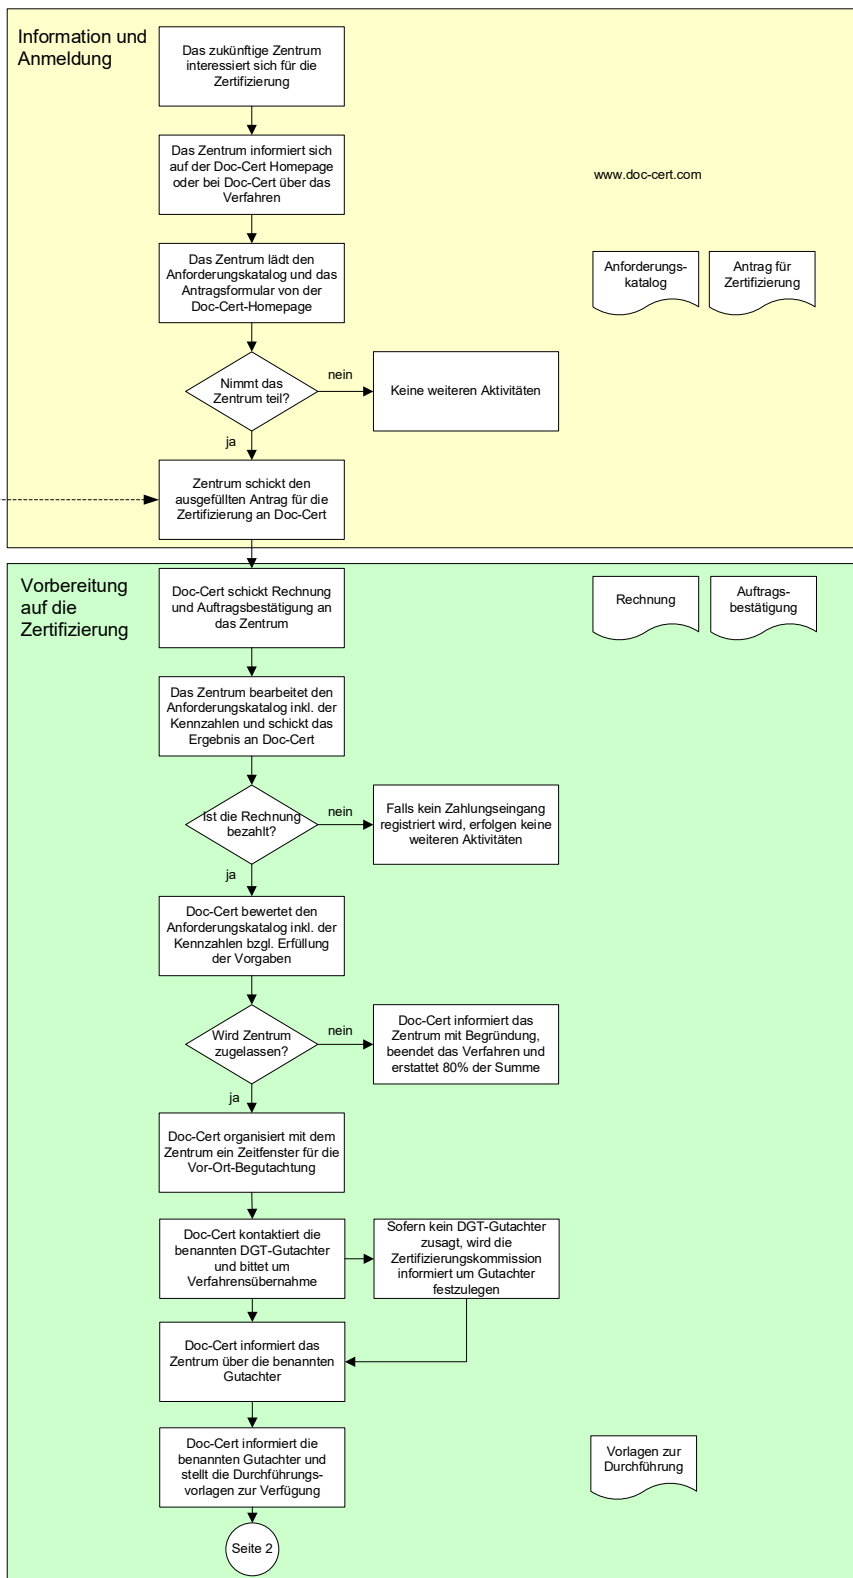 Information und
Anmeldung
Das zukünftige Zentrum
interessiert sich für die
Zertifizierung
Das Zentrum informiert sich
auf der Doc-Cert Homepage
oder bei Doc-Cert über das
Verfahren
www.doc-cert.com
Das Zentrum lädt den
Anforderungskatalog und das
Antragsformular von der
Doc-Cert-Homepage
Anforderungs-
katalog
Antrag für
Zertifizierung
Nimmt das
Zentrum teil?
nein
Keine weiteren Aktivitäten
ja
Zentrum schickt den
ausgefüllten Antrag für die
Zertifizierung an Doc-Cert
Vorbereitung
auf die
Zertifizierung
Doc-Cert schickt Rechnung
und Auftragsbestätigung an
das Zentrum
Rechnung
Auftrags-
bestätigung
Das Zentrum bearbeitet den
Anforderungskatalog inkl. der
Kennzahlen und schickt das
Ergebnis an Doc-Cert
Ist die Rechnung
bezahlt?
nein
Falls kein Zahlungseingang
registriert wird, erfolgen keine
weiteren Aktivitäten
ja
Doc-Cert bewertet den
Anforderungskatalog inkl. der
Kennzahlen bzgl. Erfüllung
der Vorgaben
Wird Zentrum
zugelassen?
nein
Doc-Cert informiert das
Zentrum mit Begründung,
beendet das Verfahren und
erstattet 80% der Summe
ja
Doc-Cert organisiert mit dem
Zentrum ein Zeitfenster für die
Vor-Ort-Begutachtung
Doc-Cert kontaktiert die
benannten DGT-Gutachter
und bittet um
Verfahrensübernahme
Sofern kein DGT-Gutachter
zusagt, wird die
Zertifizierungskommission
informiert um Gutachter
festzulegen
Doc-Cert informiert das
Zentrum über die benannten
Gutachter
Doc-Cert informiert die
benannten Gutachter und
stellt die Durchführungs-
vorlagen zur Verfügung
Vorlagen zur
Durchführung
Seite 2